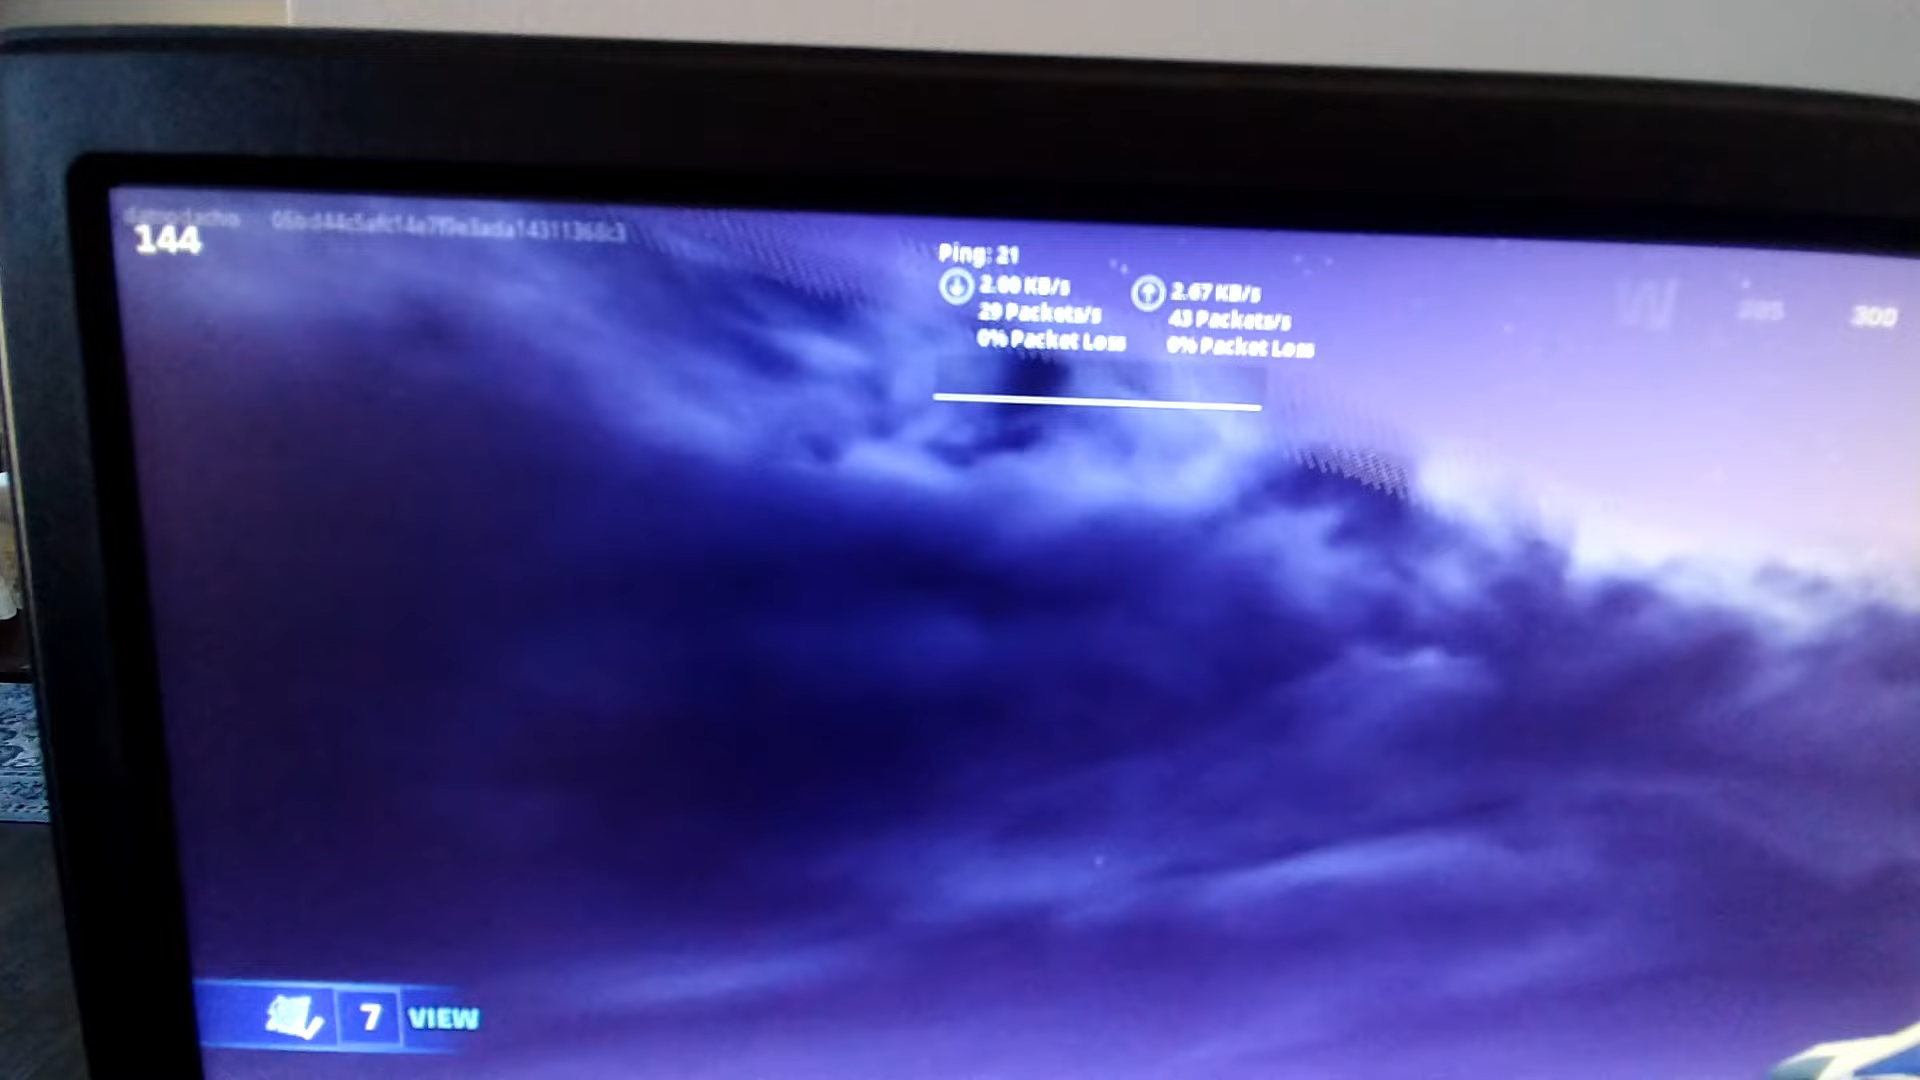 144
Ping: 21
2.00 KB/s
29 Packets/s
0% Packet Loss
2.67 KB/s
43 Packets/s
0% Packet Loss
W 285 300
7 VIEW